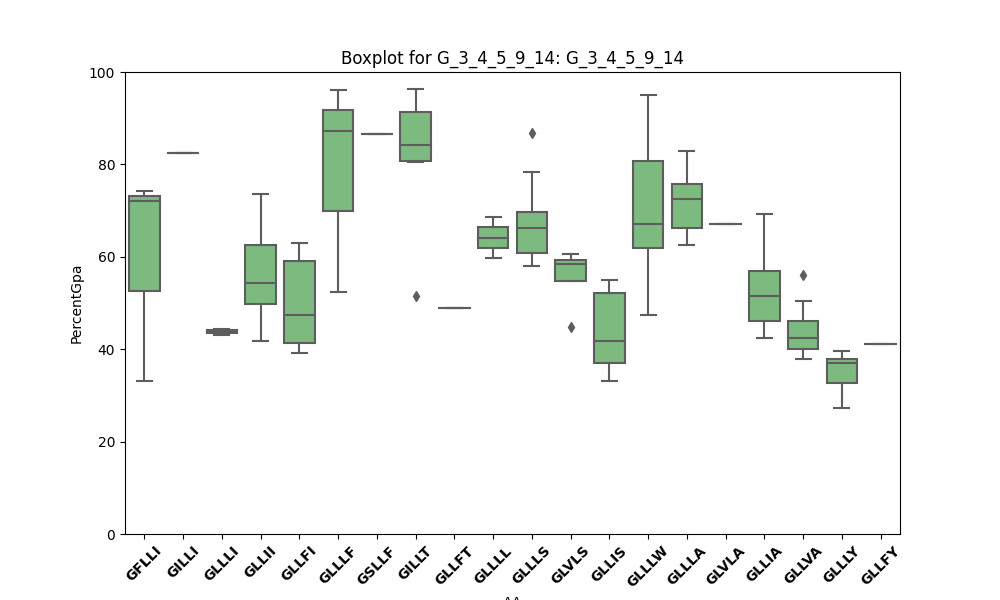 Boxplot for G_3_4_5_9_14: G_3_4_5_9_14
100
80
60
40
20
0
PercentGpa
GFLLI
GILLI
GLLLI
GLLII
GLLFI
GLLLF
GSLLF
GILLT
GLLFT
GLLLL
GLLLS
GLVLS
GLLIS
GLLLW
GLLLA
GLVLA
GLLIA
GLLVA
GLLLY
GLLFY